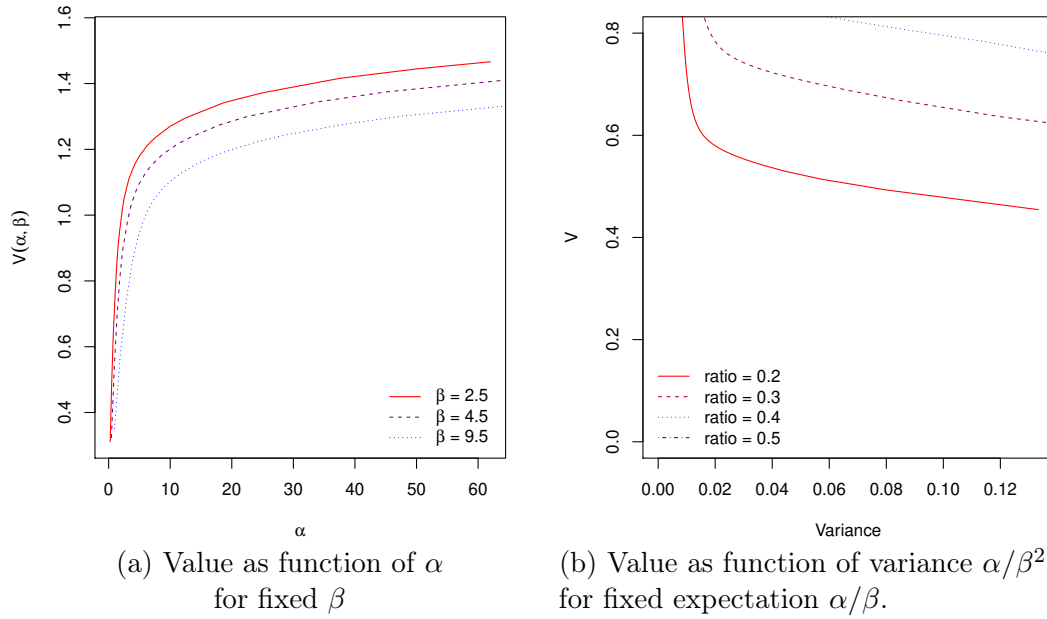 V(α, β)
1.6
1.4
1.2
1.0
0.8
0.6
0.4
0 10 20 30 40 50 60
α
β = 2.5
β = 4.5
β = 9.5
(a) Value as function of α
for fixed β
V
0.8
0.6
0.4
0.2
0.0
0.00 0.02 0.04 0.06 0.08 0.10 0.12
Variance
ratio = 0.2
ratio = 0.3
ratio = 0.4
ratio = 0.5
(b) Value as function of variance α/β²
for fixed expectation α/β.